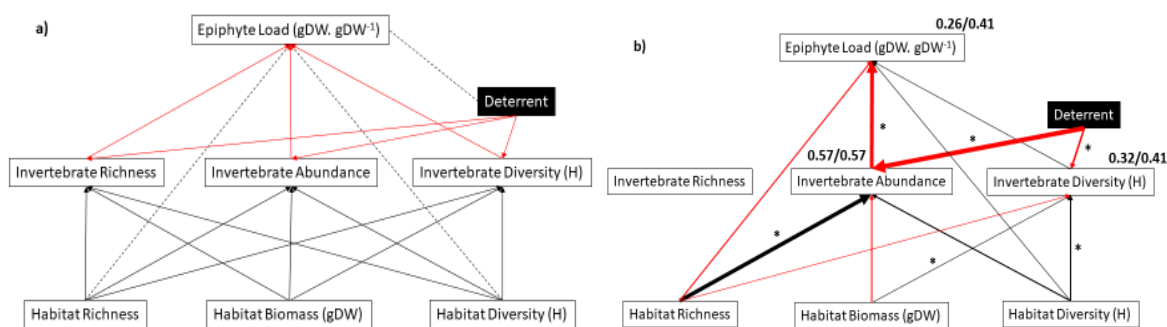 a)
Epiphyte Load (gDW. gDW⁻¹)
Deterrent
Invertebrate Richness
Invertebrate Abundance
Invertebrate Diversity (H)
Habitat Richness
Habitat Biomass (gDW)
Habitat Diversity (H)
b)
0.26/0.41
Epiphyte Load (gDW. gDW⁻¹)
Deterrent
*
*
*
0.57/0.57
0.32/0.41
Invertebrate Richness
Invertebrate Abundance
Invertebrate Diversity (H)
*
*
*
Habitat Richness
Habitat Biomass (gDW)
Habitat Diversity (H)